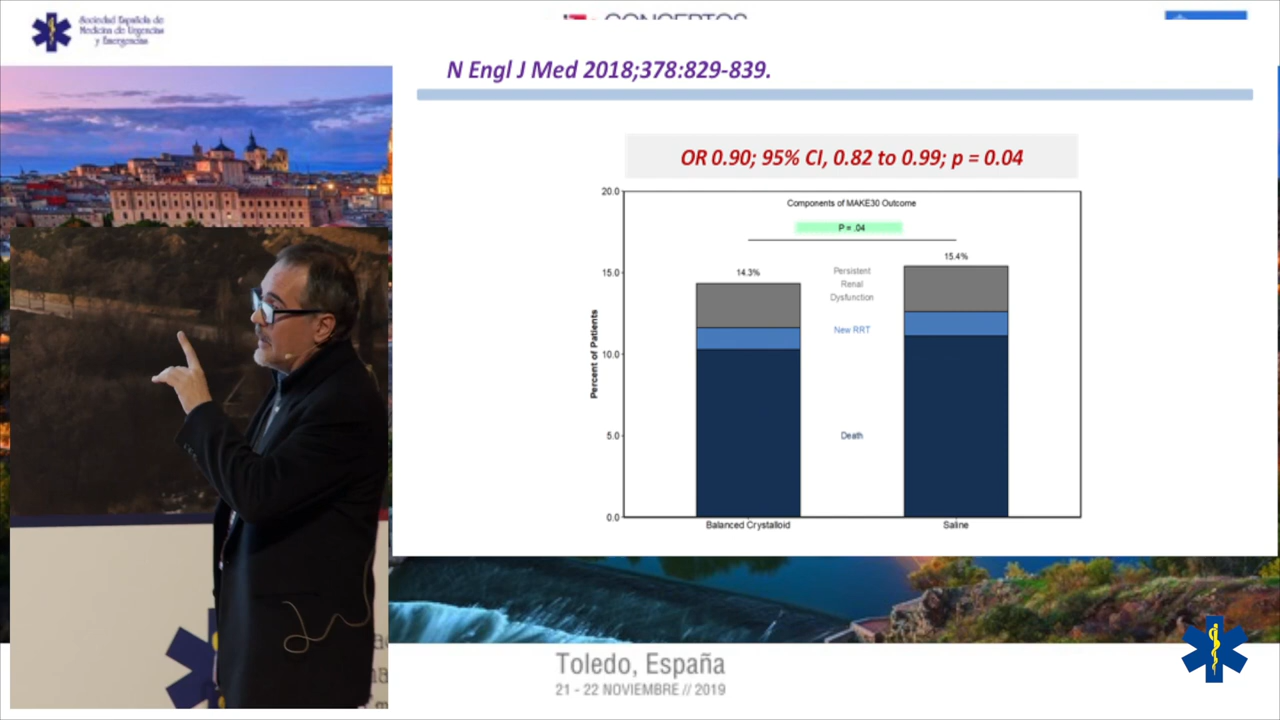 Sociedad Española de
Medicina de Urgencias
y Emergencias
CONCEPTOS
N Engl J Med 2018;378:829-839.
OR 0.90; 95% CI, 0.82 to 0.99; p = 0.04
Components of MAKE30 Outcome
P = .04
20.0
15.0
10.0
5.0
0.0
Percent of Patients
14.3%
15.4%
Persistent
Renal
Dysfunction
New RRT
Death
Balanced Crystalloid
Saline
Toledo, España
21 - 22 NOVIEMBRE // 2019